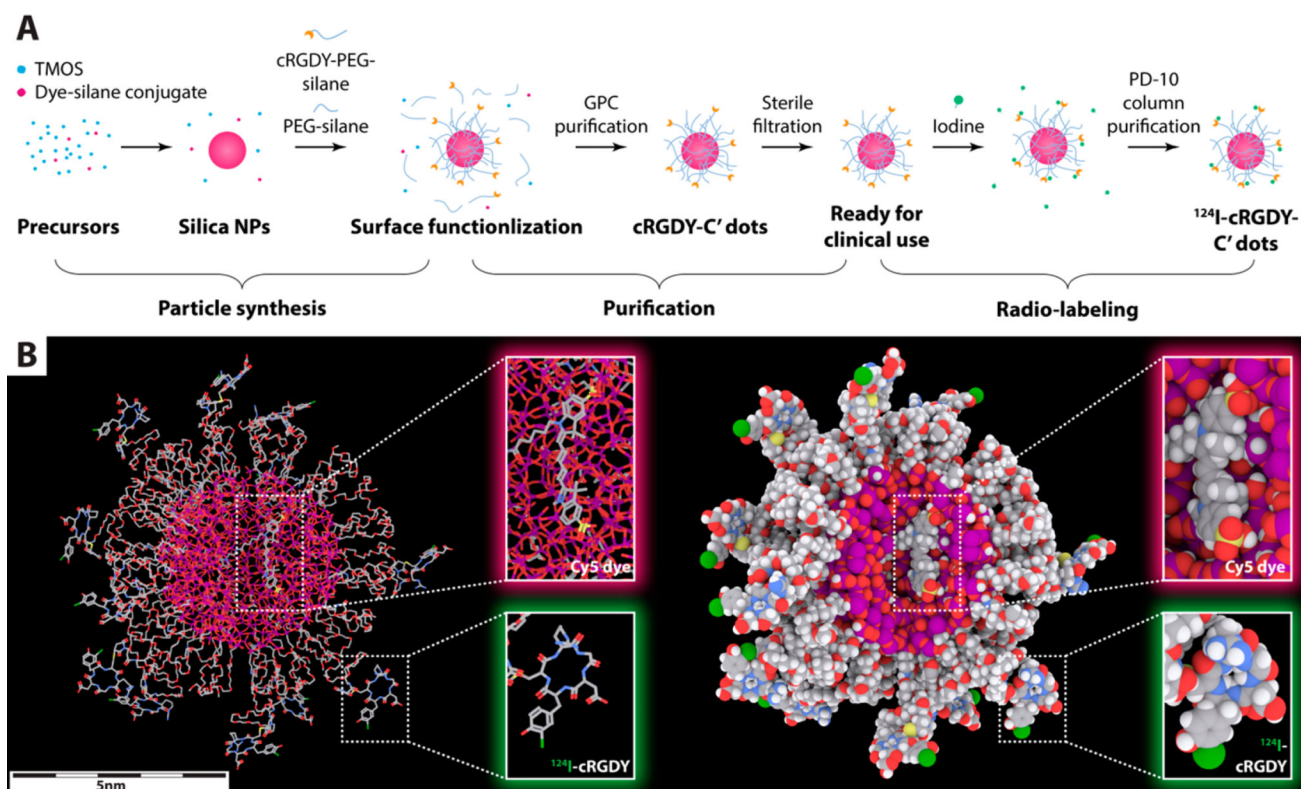 A
TMOS
Dye-silane conjugate
cRGDY-PEG-
silane
PEG-silane
GPC
purification
Sterile
filtration
Iodine
PD-10
column
purification
Precursors
Silica NPs
Surface functionlization
cRGDY-C′ dots
Ready for
clinical use
¹²⁴I-cRGDY-
C′ dots
Particle synthesis
Purification
Radio-labeling
B
Cy5 dye
Cy5 dye
¹²⁴I-cRGDY
¹²⁴I-
cRGDY
5nm